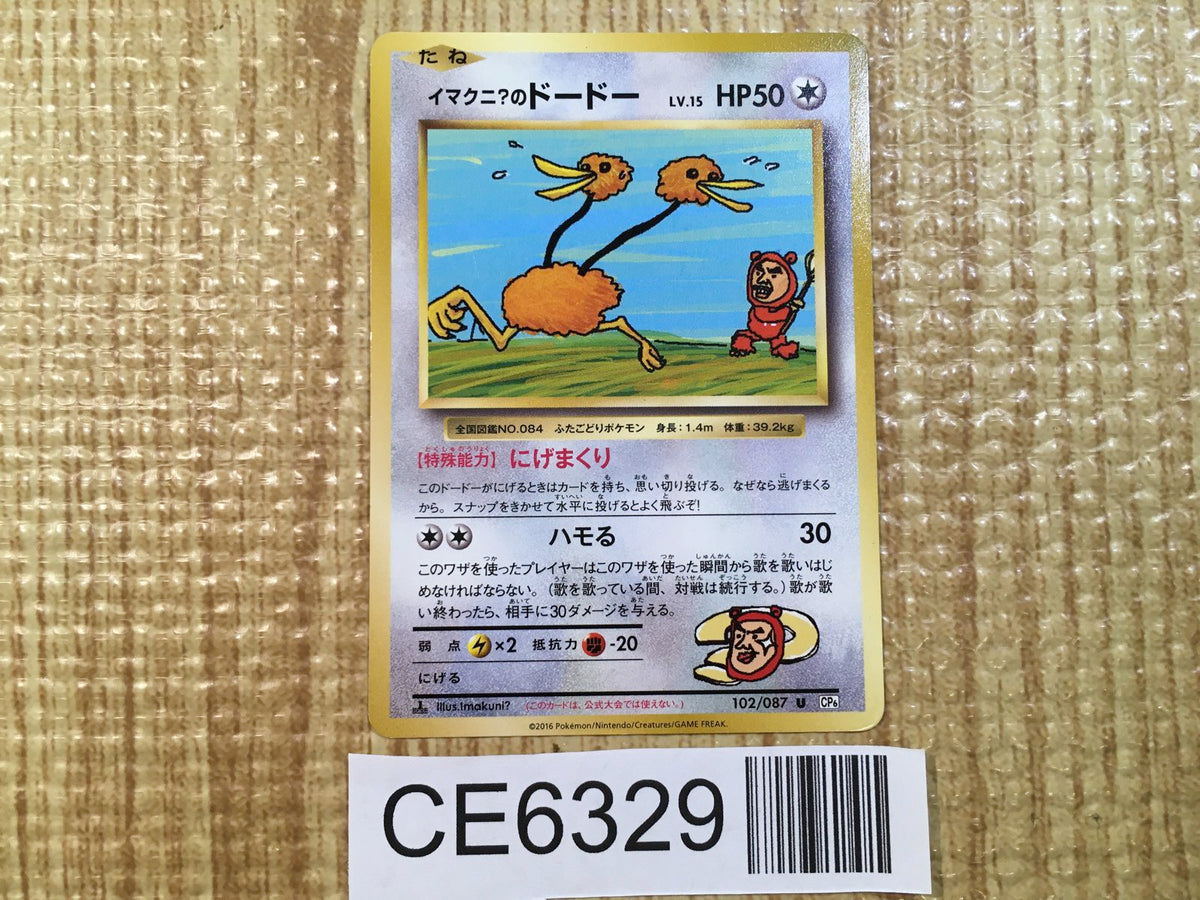 たね
イマクニ?のドードー LV.15 HP50
全国図鑑NO.084 ふたごどりポケモン 身長：1.4m 体重：39.2kg
【特殊能力】にげまくり
このドードーがにげるときはカードを持ち、思い切り投げる。なぜなら逃げまくる
から。スナップをきかせて水平に投げるとよく飛ぶぞ!
ハモる 30
このワザを使ったプレイヤーはこのワザを使った瞬間から歌を歌いはじ
めなければならない。（歌を歌っている間、対戦は続行する。）歌が歌
い終わったら、相手に30ダメージを与える。
弱点 ×2 抵抗力 -20
にげる
Illus.!makuni? （このカードは、公式大会では使えない。） 102/087 U CP6
©2016 Pokémon/Nintendo/Creatures/GAME FREAK.
CE6329